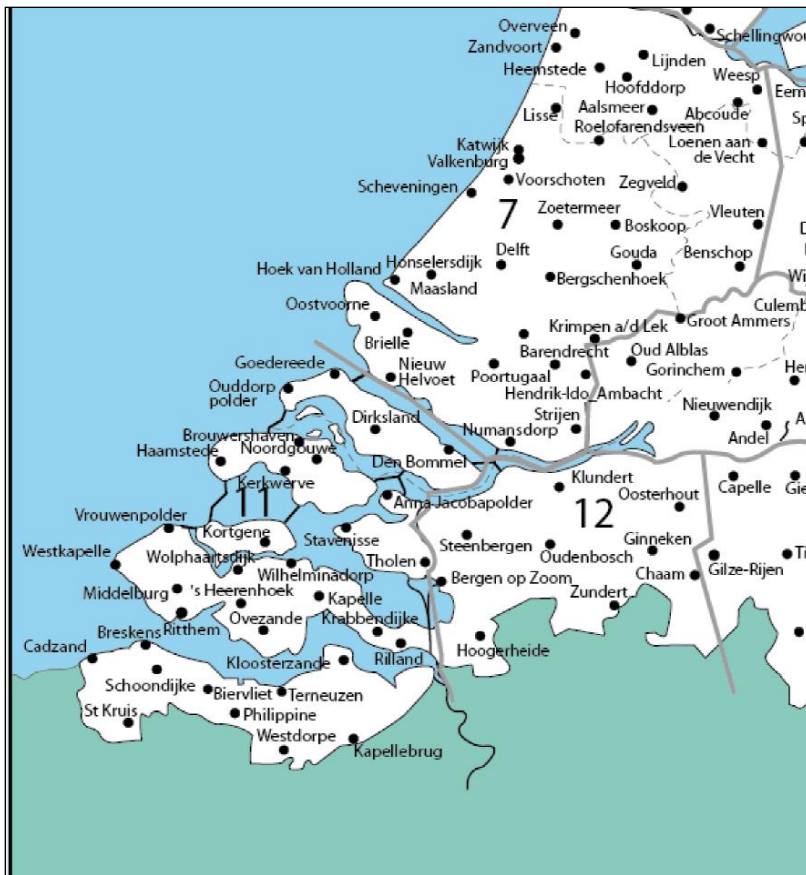 Overveen
Schellingwou
Zandvoort
Lijnden
Heemstede
Weesp
Hoofddorp
Eem
Aalsmeer
Abcoude
Lisse
Sp
Roelofarendsveen
Katwijk
Loenen aan
de Vecht
Valkenburg
Voorschoten
Zegveld
Scheveningen
7
Zoetermeer
Boskoop
Vleuten
Delft
Gouda
Benschop
Hoek van Holland
Honselersdijk
Maasland
Bergschenhoek
Wi
Oostvoorne
Culemb
Groot Ammers
Krimpen a/d Lek
Brielle
Barendrecht
Oud Alblas
Goedereede
Nieuw
Helvoet
Poortugaal
Gorinchem
He
Ouddorp
polder
Hendrik-Ido_Ambacht
Dirksland
Strijen
Nieuwendijk
Brouwershaven
Numansdorp
Andel
A
Haamstede
Noordgouwe
Den Bommel
Kerkwerve
Klundert
Capelle
Gie
11
Anna Jacobapolder
12
Oosterhout
Vrouwenpolder
Kortgene
Stavenisse
Steenbergen
Ginneken
Westkapelle
Wolphaartsdijk
Tholen
Oudenbosch
Gilze-Rijen
Ti
Wilhelminadorp
Bergen op Zoom
Chaam
Middelburg
's Heerenhoek
Kapelle
Zundert
Ritthem
Ovezande
Krabbendijke
Breskens
Hoogerheide
Cadzand
Kloosterzande
Rilland
Schoondijke
Biervliet
Terneuzen
St Kruis
Philippine
Westdorpe
Kapellebrug